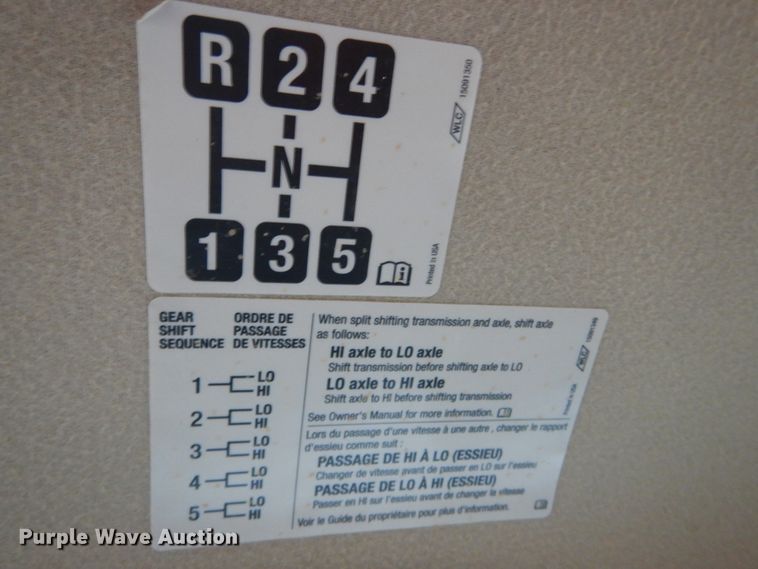 R 2 4
N
1 3 5
WLC 15091350
Printed in USA
GEAR SHIFT SEQUENCE
ORDRE DE PASSAGE DE VITESSES
1 LO HI
2 LO HI
3 LO HI
4 LO HI
5 LO HI
When split shifting transmission and axle, shift axle
as follows:
HI axle to LO axle
Shift transmission before shifting axle to LO
LO axle to HI axle
Shift axle to HI before shifting transmission
See Owner's Manual for more information.
Lors du passage d'une vitesse à une autre , changer le rapport
d'essieu comme suit :
PASSAGE DE HI À LO (ESSIEU)
Changer de vitesse avant de passer en LO sur l'essieu
PASSAGE DE LO À HI (ESSIEU)
Passer en HI sur l'essieu avant de changer la vitesse
Voir le Guide du propriétaire pour plus d'information.
WLC
Printed in USA
Purple Wave Auction